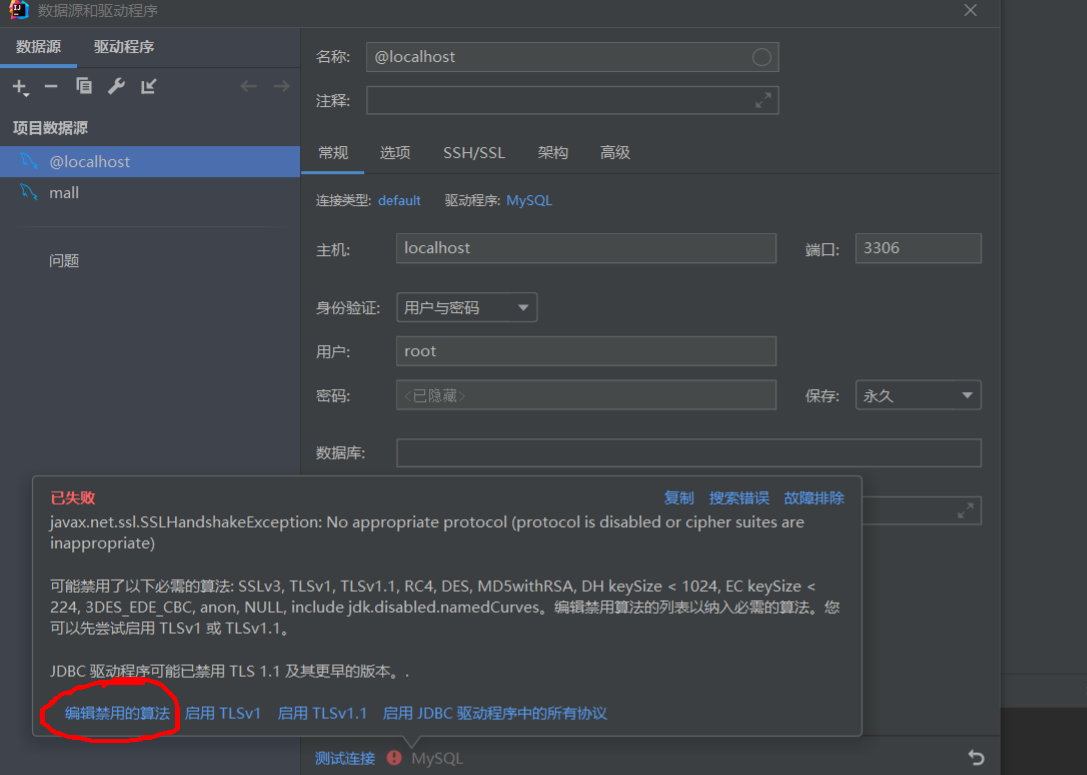 数据源和驱动程序
数据源 驱动程序
项目数据源
@localhost
mall
问题
名称: @localhost
注释:
常规 选项 SSH/SSL 架构 高级
连接类型: default 驱动程序: MySQL
主机: localhost 端口: 3306
身份验证: 用户与密码
用户: root
密码: <已隐藏> 保存: 永久
数据库:
已失败 复制 搜索错误 故障排除
javax.net.ssl.SSLHandshakeException: No appropriate protocol (protocol is disabled or cipher suites are
inappropriate)
可能禁用了以下必需的算法: SSLv3, TLSv1, TLSv1.1, RC4, DES, MD5withRSA, DH keySize < 1024, EC keySize <
224, 3DES_EDE_CBC, anon, NULL, include jdk.disabled.namedCurves。编辑禁用算法的列表以纳入必需的算法。您
可以先尝试启用 TLSv1 或 TLSv1.1。
JDBC 驱动程序可能已禁用 TLS 1.1 及其更早的版本。.
编辑禁用的算法 启用 TLSv1 启用 TLSv1.1 启用 JDBC 驱动程序中的所有协议
测试连接 MySQL